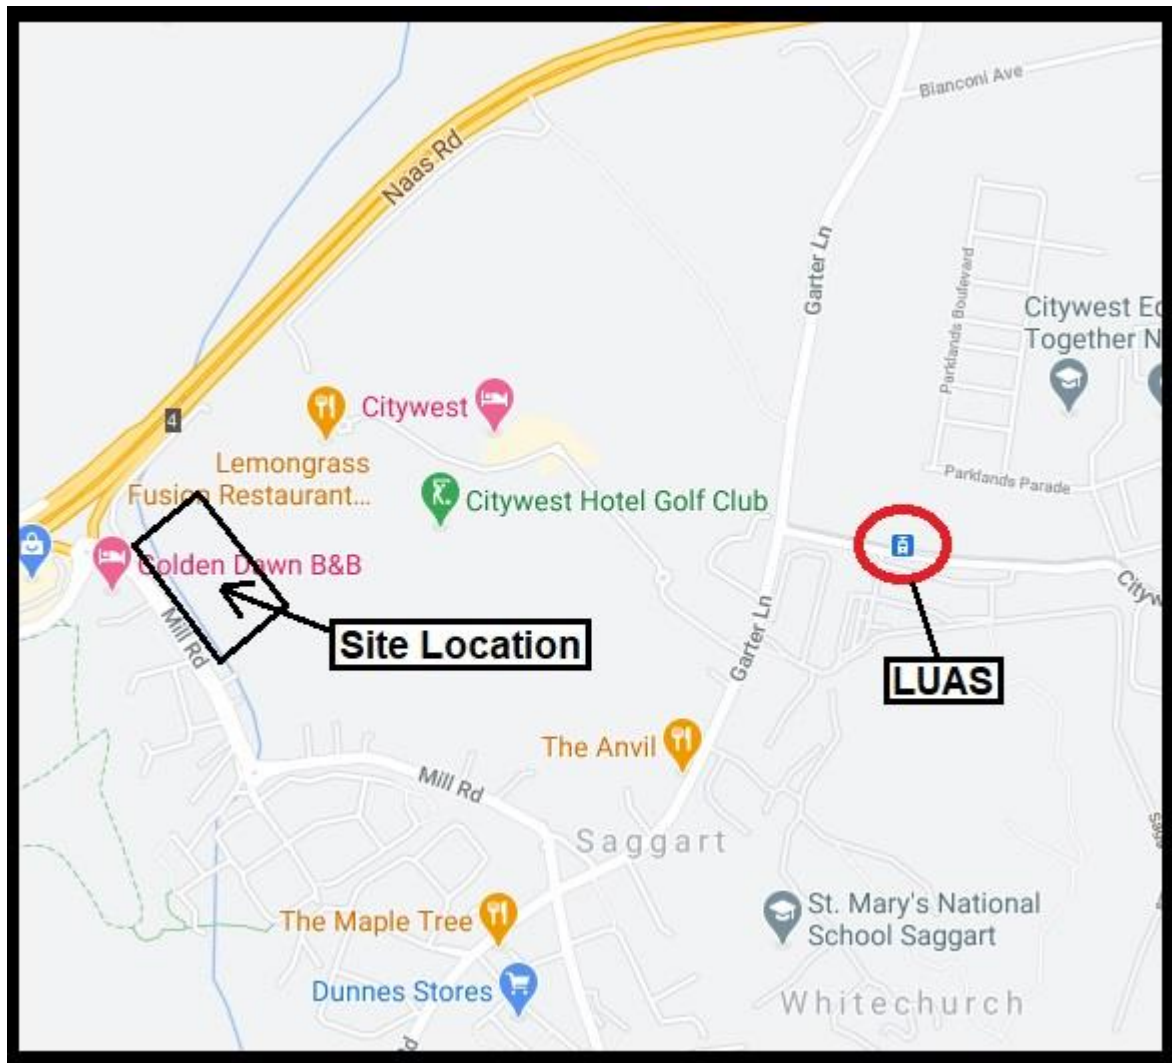 Bianconi Ave
Naas Rd
Garter Ln
Parklands Boulevard
Citywest Ed
Together N
Citywest
4
Lemongrass
Fusion Restaurant...
Citywest Hotel Golf Club
Parklands Parade
Golden Dawn B&B
Cityw
Mill Rd
Site Location
Garter Ln
LUAS
The Anvil
Mill Rd
Saggart
The Maple Tree
St. Mary's National
School Saggart
Dunnes Stores
Whitechurch